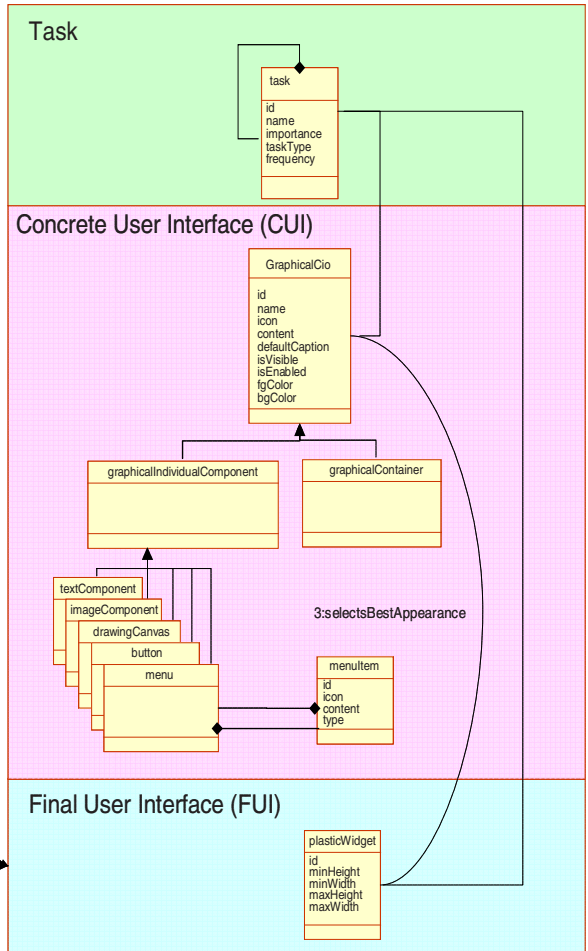 Task
task
id
name
importance
taskType
frequency
Concrete User Interface (CUI)
GraphicalCio
id
name
icon
content
defaultCaption
isVisible
isEnabled
fgColor
bgColor
graphicalIndividualComponent
graphicalContainer
textComponent
imageComponent
drawingCanvas
button
menu
3:selectsBestAppearance
menuItem
id
icon
content
type
Final User Interface (FUI)
plasticWidget
id
minHeight
minWidth
maxHeight
maxWidth